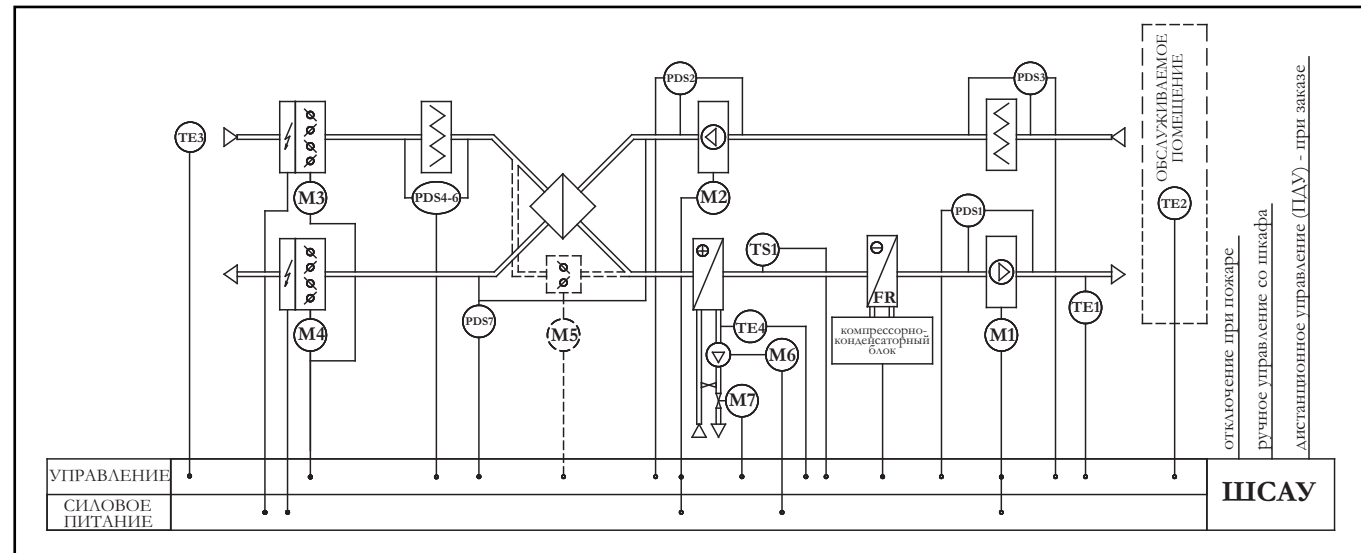 PDS2
PDS3
TE3
PDS4-6
M3
M2
M4
PDS7
M5
TS1
TE4
M6
M7
FR
компрессорно-
конденсаторный
блок
PDS1
M1
TE1
ОБСЛУЖИВАЕМОЕ
ПОМЕЩЕНИЕ
TE2
отключение при пожаре
ручное управление со шкафа
дистанционное управление (ПДУ) - при заказе
УПРАВЛЕНИЕ
СИЛОВОЕ
ПИТАНИЕ
ШСАУ